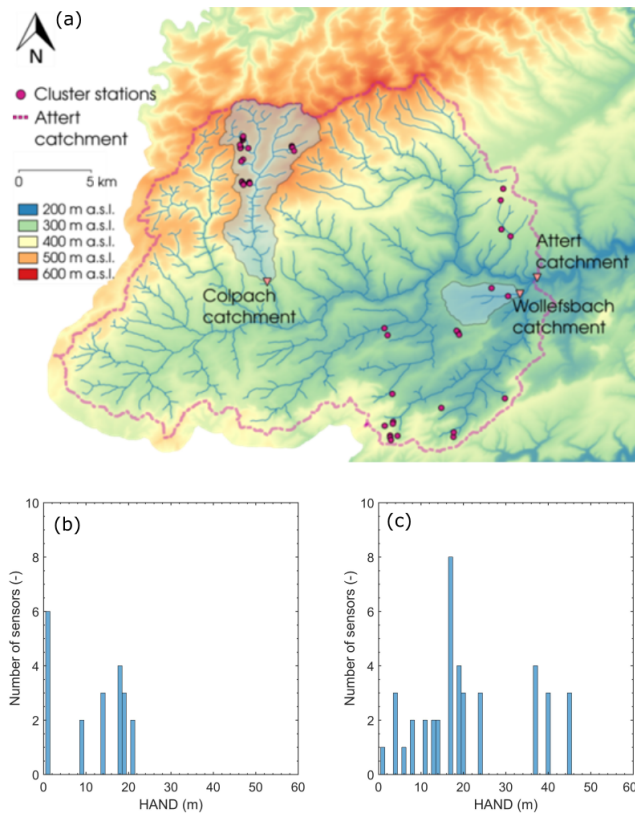 (a)
N
Cluster stations
Attert
catchment
0 5 km
200 m a.s.l.
300 m a.s.l.
400 m a.s.l.
500 m a.s.l.
600 m a.s.l.
Colpach
catchment
Attert
catchment
Wollefsbach
catchment
(b)
Number of sensors (-)
10
8
6
4
2
0
0 10 20 30 40 50 60
HAND (m)
(c)
Number of sensors (-)
10
8
6
4
2
0
0 10 20 30 40 50 60
HAND (m)